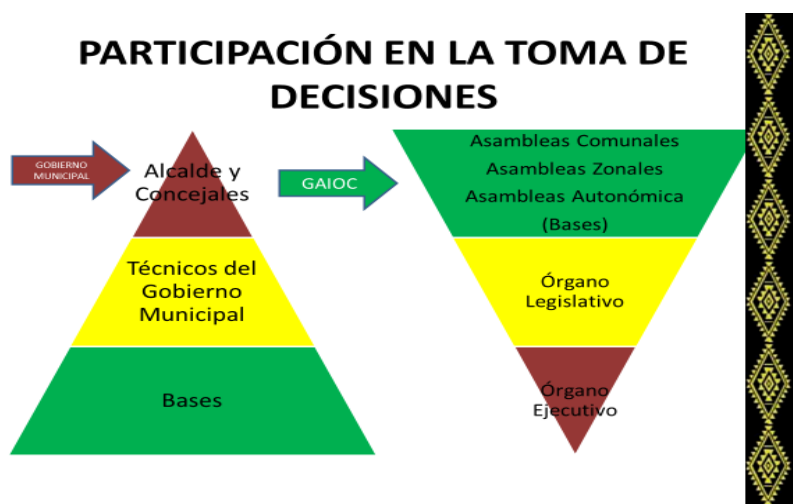 PARTICIPACIÓN EN LA TOMA DE
DECISIONES
GOBIERNO
MUNICIPAL
Alcalde y
Concejales
Técnicos del
Gobierno
Municipal
Bases
GAIOC
Asambleas Comunales
Asambleas Zonales
Asambleas Autonómica
(Bases)
Órgano
Legislativo
Órgano
Ejecutivo